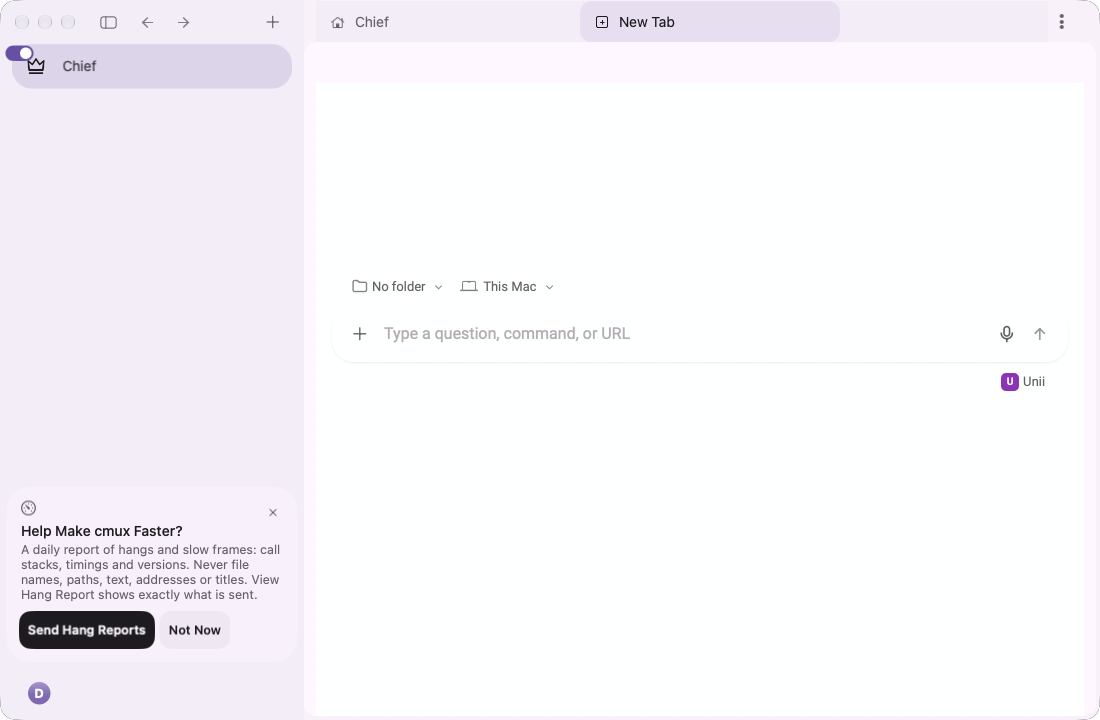 Chief
New Tab
Chief
No folder
This Mac
Type a question, command, or URL
U Unii
Help Make cmux Faster?
A daily report of hangs and slow frames: call
stacks, timings and versions. Never file
names, paths, text, addresses or titles. View
Hang Report shows exactly what is sent.
Send Hang Reports
Not Now
D